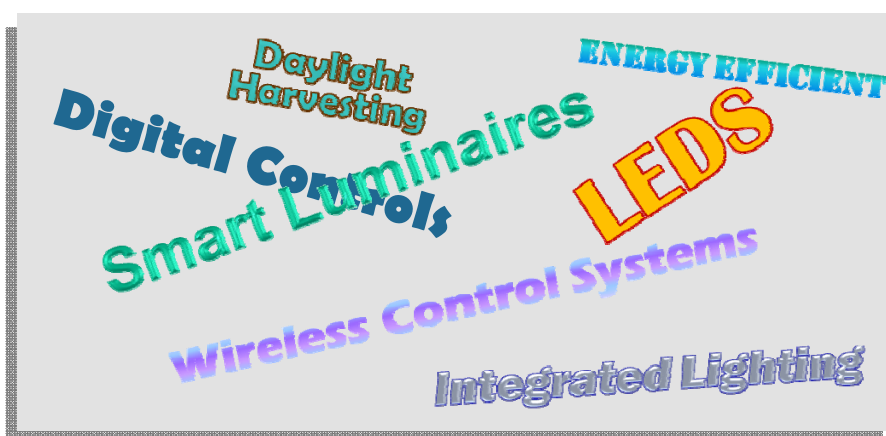 Daylight
Harvesting
ENERGY EFFICIENT
Digital Controls
Smart Luminaires
LEDS
Wireless Control Systems
Integrated Lighting